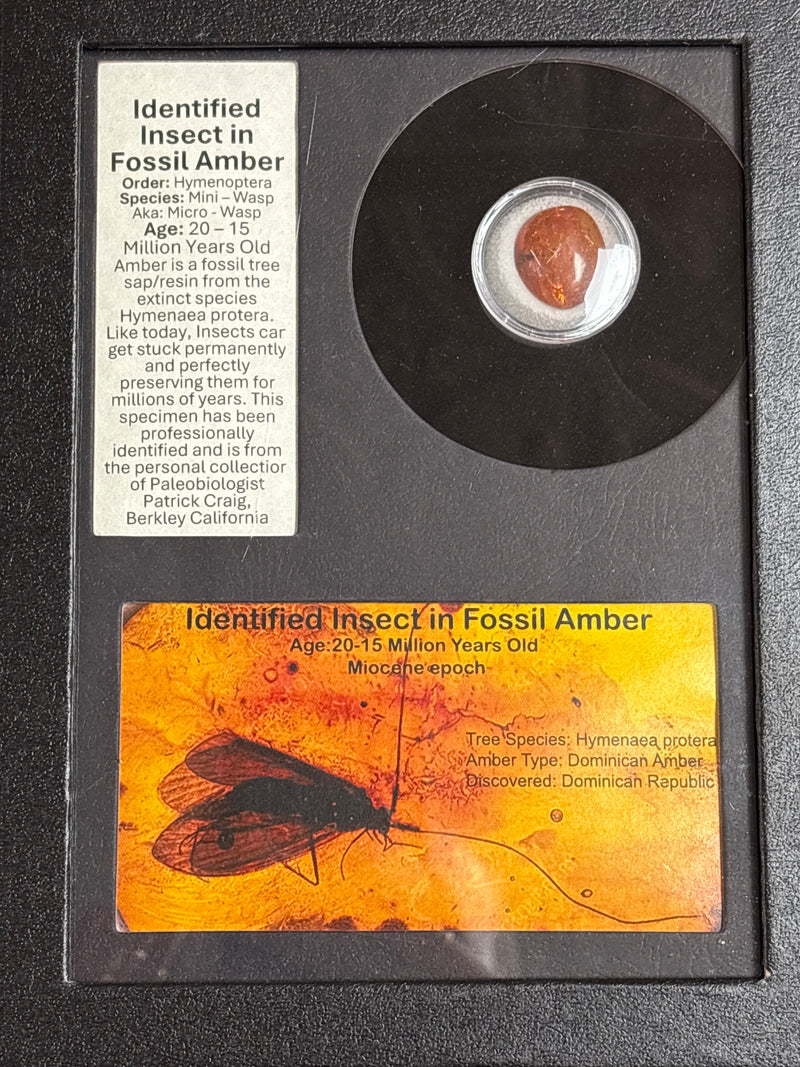 Identified
Insect in
Fossil Amber
Order: Hymenoptera
Species: Mini – Wasp
Aka: Micro - Wasp
Age: 20 – 15
Million Years Old
Amber is a fossil tree
sap/resin from the
extinct species
Hymenaea protera.
Like today, Insects car
get stuck permanently
and perfectly
preserving them for
millions of years. This
specimen has been
professionally
identified and is from
the personal collectior
of Paleobiologist
Patrick Craig,
Berkley California
Identified Insect in Fossil Amber
Age:20-15 Million Years Old
Miocene epoch
Tree Species: Hymenaea protera
Amber Type: Dominican Amber
Discovered: Dominican Republic